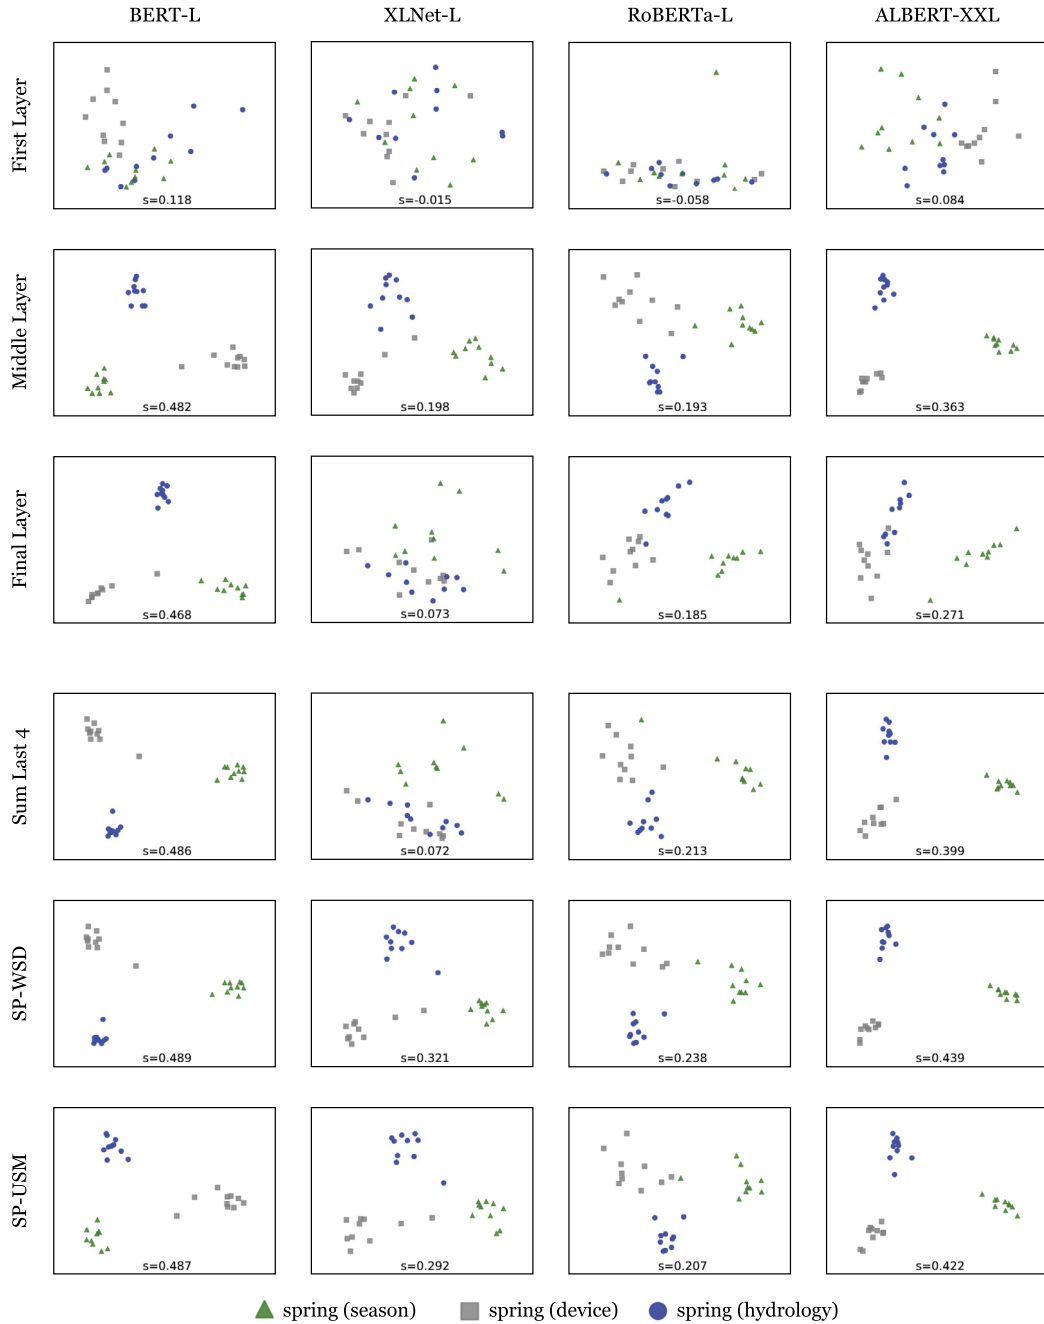 BERT-L XLNet-L RoBERTa-L ALBERT-XXL
First Layer
s=0.118 s=-0.015 s=-0.058 s=0.084
Middle Layer
s=0.482 s=0.198 s=0.193 s=0.363
Final Layer
s=0.468 s=0.073 s=0.185 s=0.271
Sum Last 4
s=0.486 s=0.072 s=0.213 s=0.399
SP-WSD
s=0.489 s=0.321 s=0.238 s=0.439
SP-USM
s=0.487 s=0.292 s=0.207 s=0.422
spring (season) spring (device) spring (hydrology)